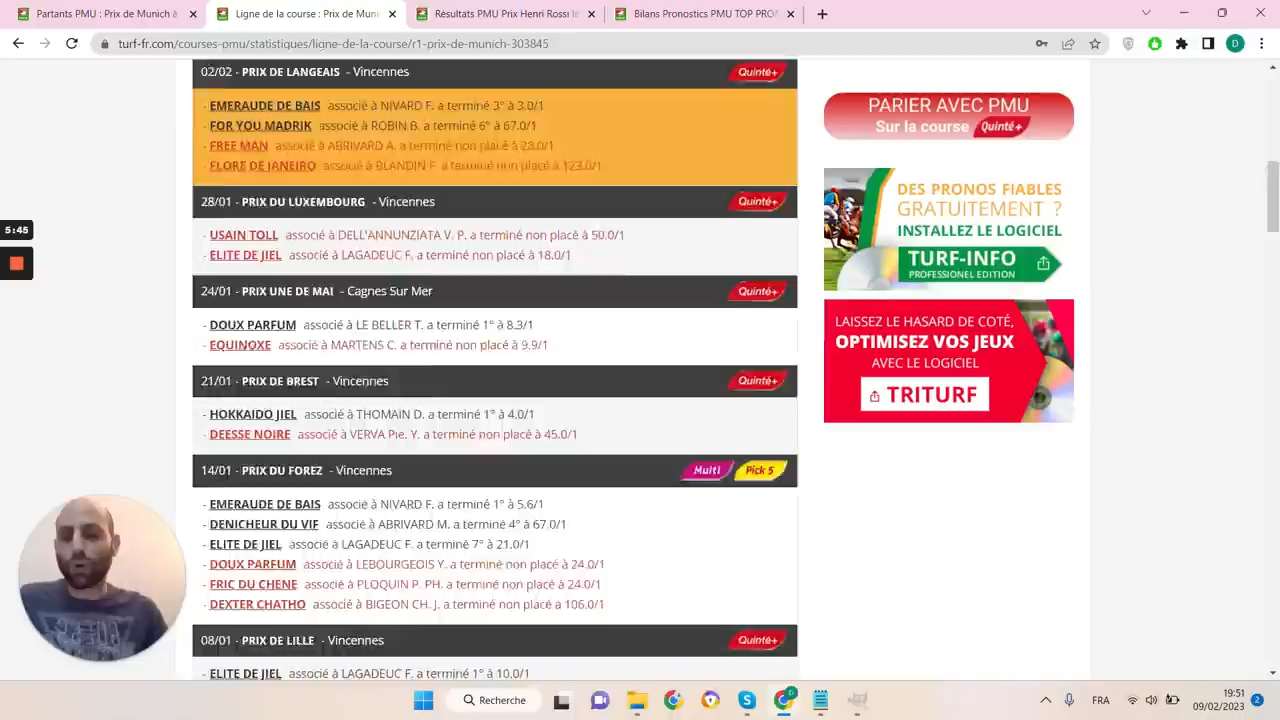 Partants PMU : Prix de Munich à
Ligne de la course : Prix de Mun
Résultats PMU Prix Henri Rossi le
Bilans Pronostics PMU TOP PRO
turf-fr.com/courses-pmu/statistiques/ligne-de-la-course/r1-prix-de-munich-303845
D
02/02 - PRIX DE LANGEAIS - Vincennes
Quinté+
- EMERAUDE DE BAIS associé à NIVARD F. a terminé 3° à 3.0/1
- FOR YOU MADRIK associé à ROBIN B. a terminé 6° à 67.0/1
- FREE MAN associé à ABRIVARD A. a terminé non placé à 23.0/1
- FLORE DE JANEIRO associé à BLANDIN F. a terminé non placé à 123.0/1
28/01 - PRIX DU LUXEMBOURG - Vincennes
Quinté+
- USAIN TOLL associé à DELL'ANNUNZIATA V. P. a terminé non placé à 50.0/1
- ELITE DE JIEL associé à LAGADEUC F. a terminé non placé à 18.0/1
24/01 - PRIX UNE DE MAI - Cagnes Sur Mer
Quinté+
- DOUX PARFUM associé à LE BELLER T. a terminé 1° à 8.3/1
- EQUINOXE associé à MARTENS C. a terminé non placé à 9.9/1
21/01 - PRIX DE BREST - Vincennes
Quinté+
- HOKKAIDO JIEL associé à THOMAIN D. a terminé 1° à 4.0/1
- DEESSE NOIRE associé à VERVA Pie. Y. a terminé non placé à 45.0/1
14/01 - PRIX DU FOREZ - Vincennes
Multi Pick 5
- EMERAUDE DE BAIS associé à NIVARD F. a terminé 1° à 5.6/1
- DENICHEUR DU VIF associé à ABRIVARD M. a terminé 4° à 67.0/1
- ELITE DE JIEL associé à LAGADEUC F. a terminé 7° à 21.0/1
- DOUX PARFUM associé à LEBOURGEOIS Y. a terminé non placé à 24.0/1
- FRIC DU CHENE associé à PLOQUIN P. PH. a terminé non placé à 24.0/1
- DEXTER CHATHO associé à BIGEON CH. J. a terminé non placé à 106.0/1
08/01 - PRIX DE LILLE - Vincennes
Quinté+
- ELITE DE JIEL associé à LAGADEUC F. a terminé 1° à 10.0/1
PARIER AVEC PMU
Sur la course Quinté+
DES PRONOS FIABLES
GRATUITEMENT ?
INSTALLEZ LE LOGICIEL
TURF-INFO
PROFESSIONEL EDITION
LAISSEZ LE HASARD DE COTÉ,
OPTIMISEZ VOS JEUX
AVEC LE LOGICIEL
TRITURF
5:45
Recherche
FRA
19:51
09/02/2023
2